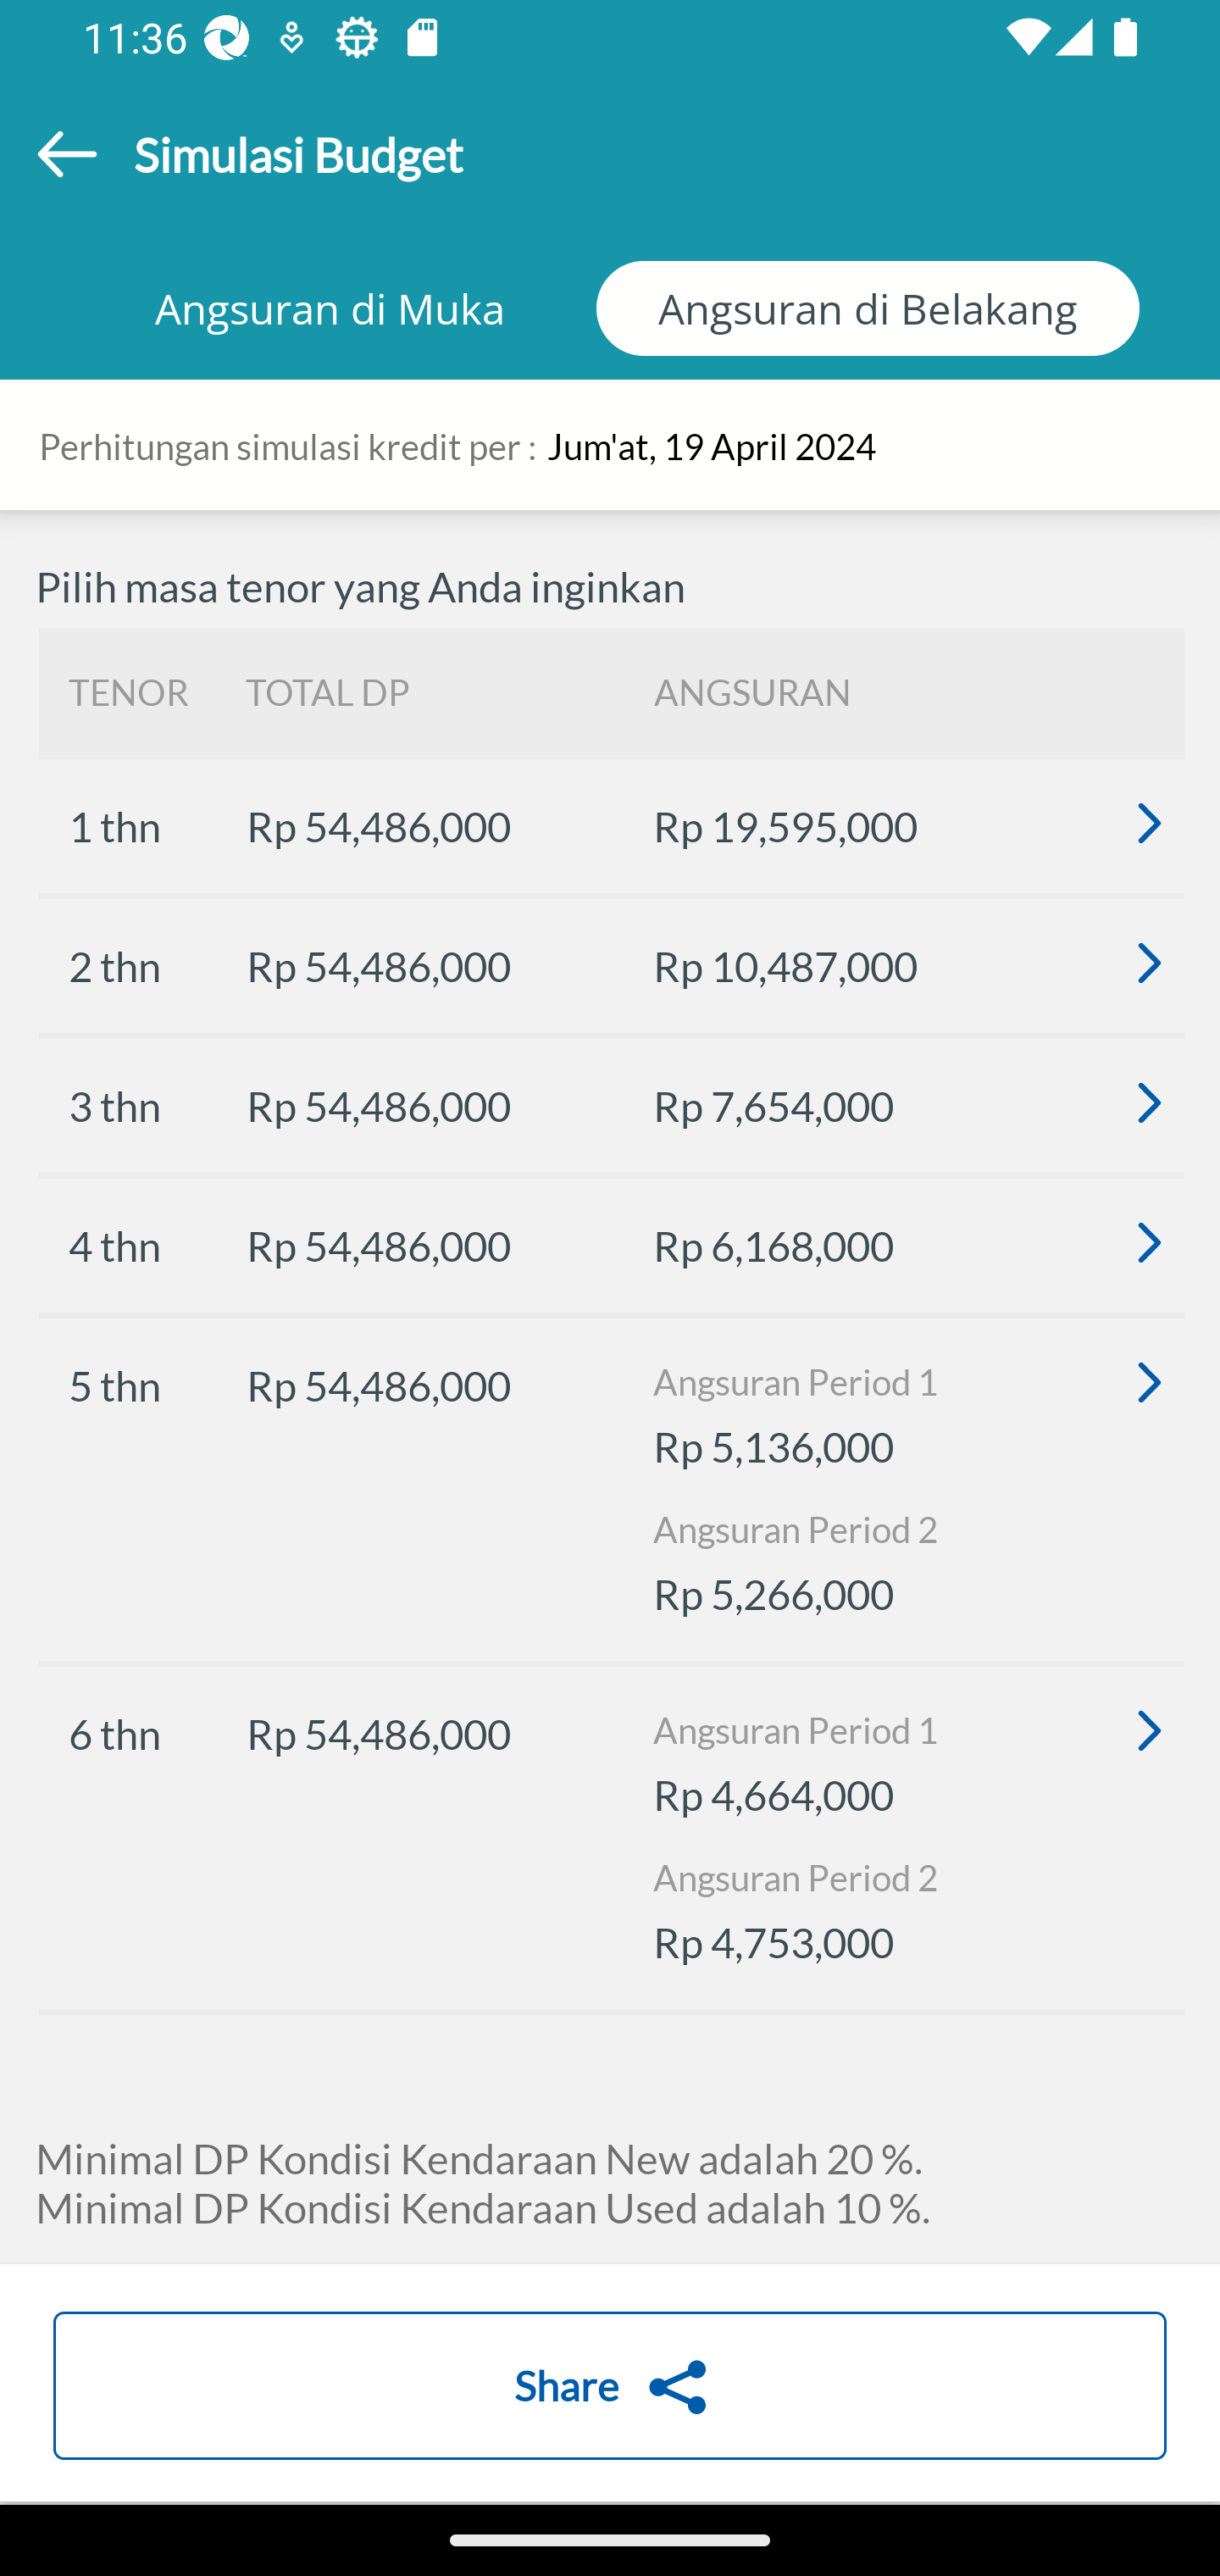 11:36
Simulasi Budget
Angsuran di Muka
Angsuran di Belakang
Perhitungan simulasi kredit per : Jum'at, 19 April 2024
Pilih masa tenor yang Anda inginkan
TENOR TOTAL DP ANGSURAN
1 thn Rp 54,486,000 Rp 19,595,000
2 thn Rp 54,486,000 Rp 10,487,000
3 thn Rp 54,486,000 Rp 7,654,000
4 thn Rp 54,486,000 Rp 6,168,000
5 thn Rp 54,486,000 Angsuran Period 1
Rp 5,136,000
Angsuran Period 2
Rp 5,266,000
6 thn Rp 54,486,000 Angsuran Period 1
Rp 4,664,000
Angsuran Period 2
Rp 4,753,000
Minimal DP Kondisi Kendaraan New adalah 20 %.
Minimal DP Kondisi Kendaraan Used adalah 10 %.
Share